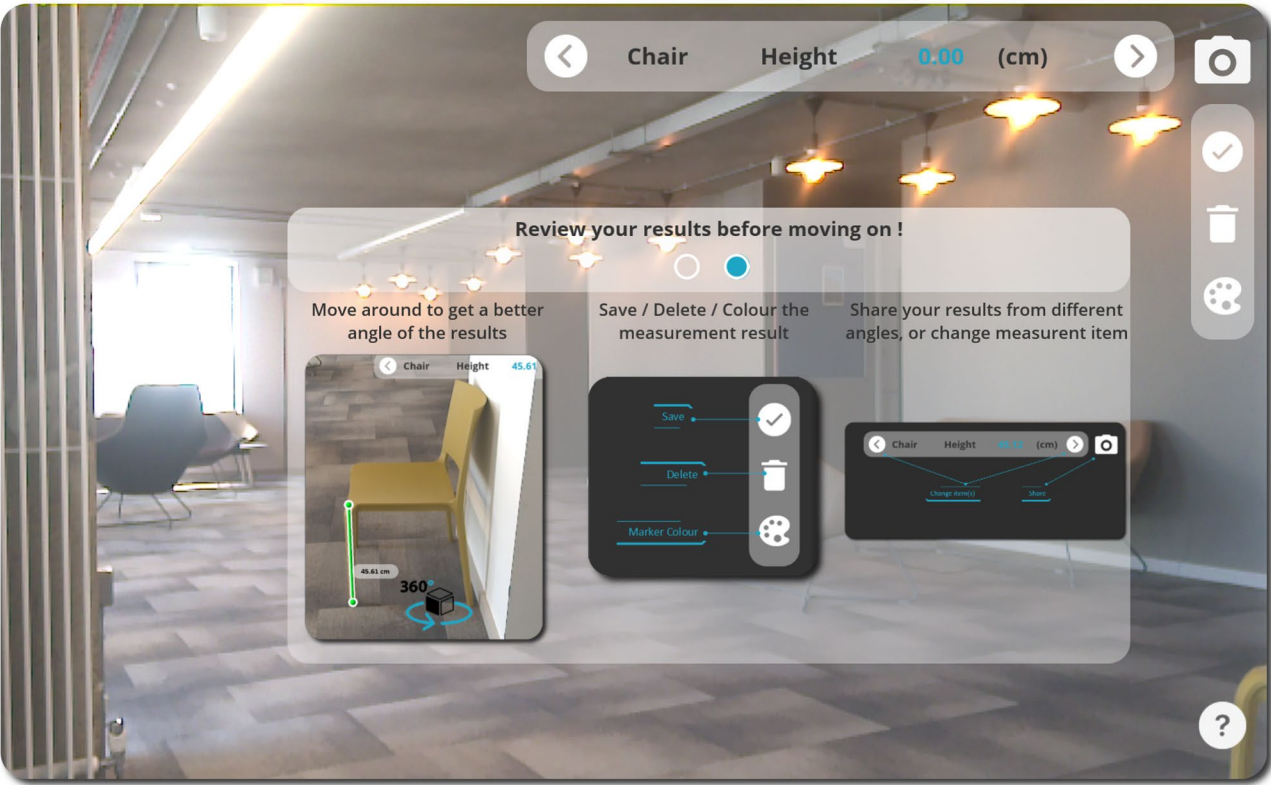 Chair Height 0.00 (cm)
Review your results before moving on !
Move around to get a better
angle of the results
Save / Delete / Colour the
measurement result
Share your results from different
angles, or change measurent item
Chair Height 45.61
45.61 cm
360°
Save
Delete
Marker Colour
Chair Height (cm)
Change item(s) Share
?